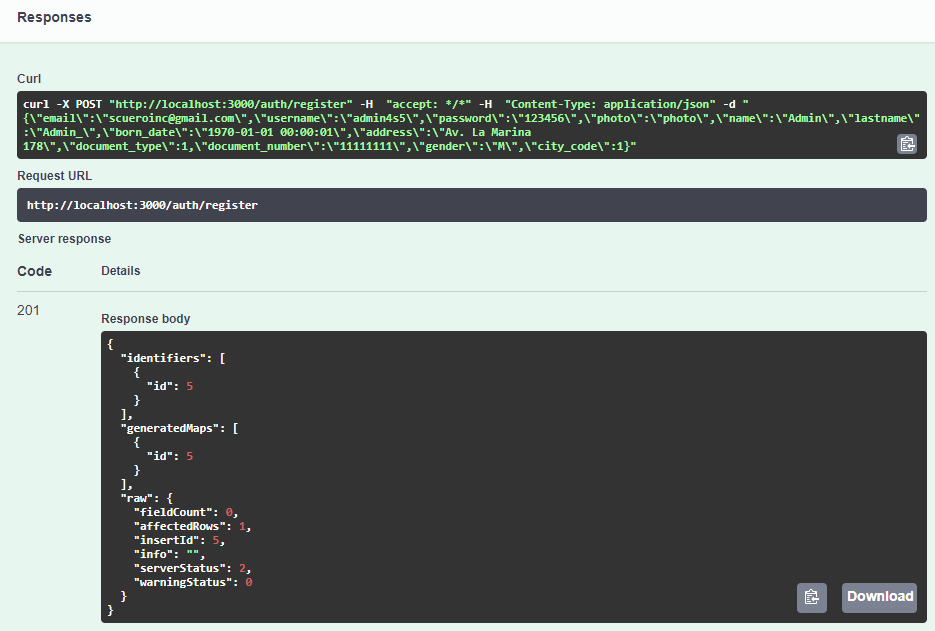 Responses
Curl
curl -X POST "http://localhost:3000/auth/register" -H  "accept: */*" -H  "Content-Type: application/json" -d "
{\"email\":\"scueroinc@gmail.com\",\"username\":\"admin4s5\",\"password\":\"123456\",\"photo\":\"photo\",\"name\":\"Admin\",\"lastname\"
:\"Admin_\",\"born_date\":\"1970-01-01 00:00:01\",\"address\":\"Av. La Marina
178\",\"document_type\":1,\"document_number\":\"11111111\",\"gender\":\"M\",\"city_code\":1}"
Request URL
http://localhost:3000/auth/register
Server response
Code Details
201
Response body
{
  "identifiers": [
    {
      "id": 5
    }
  ],
  "generatedMaps": [
    {
      "id": 5
    }
  ],
  "raw": {
    "fieldCount": 0,
    "affectedRows": 1,
    "insertId": 5,
    "info": "",
    "serverStatus": 2,
    "warningStatus": 0
  }
}
Download